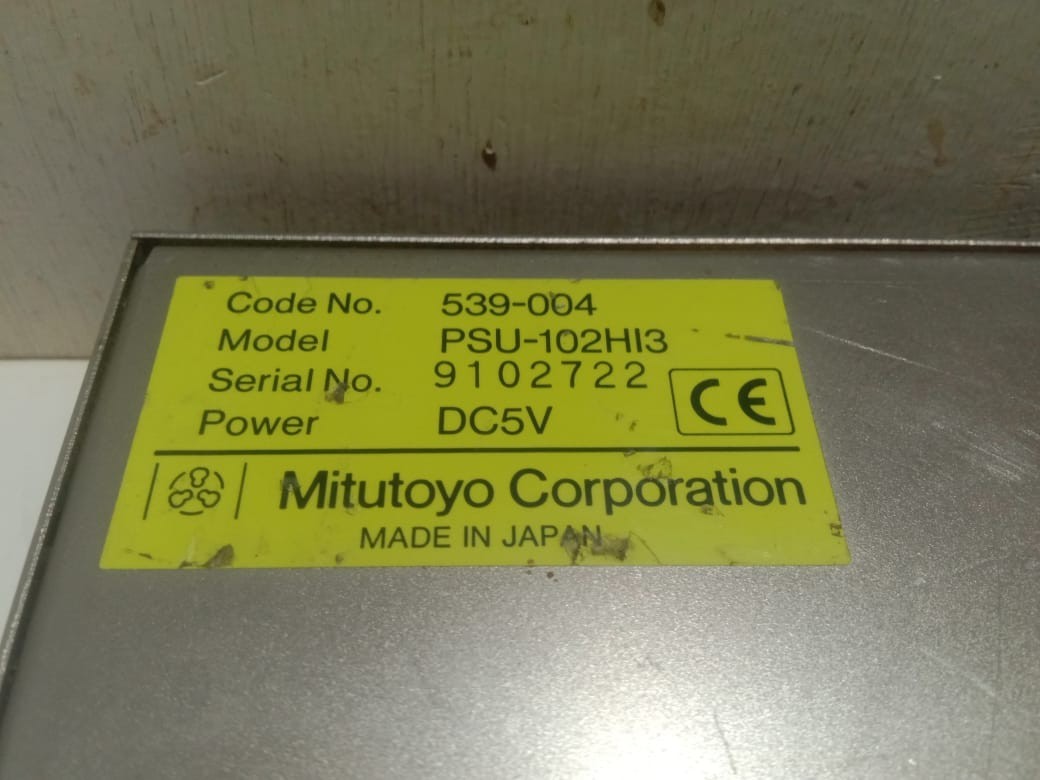 Code No. 539-004
Model PSU-102HI3
Serial No. 9102722
Power DC5V
CE
Mitutoyo Corporation
MADE IN JAPAN